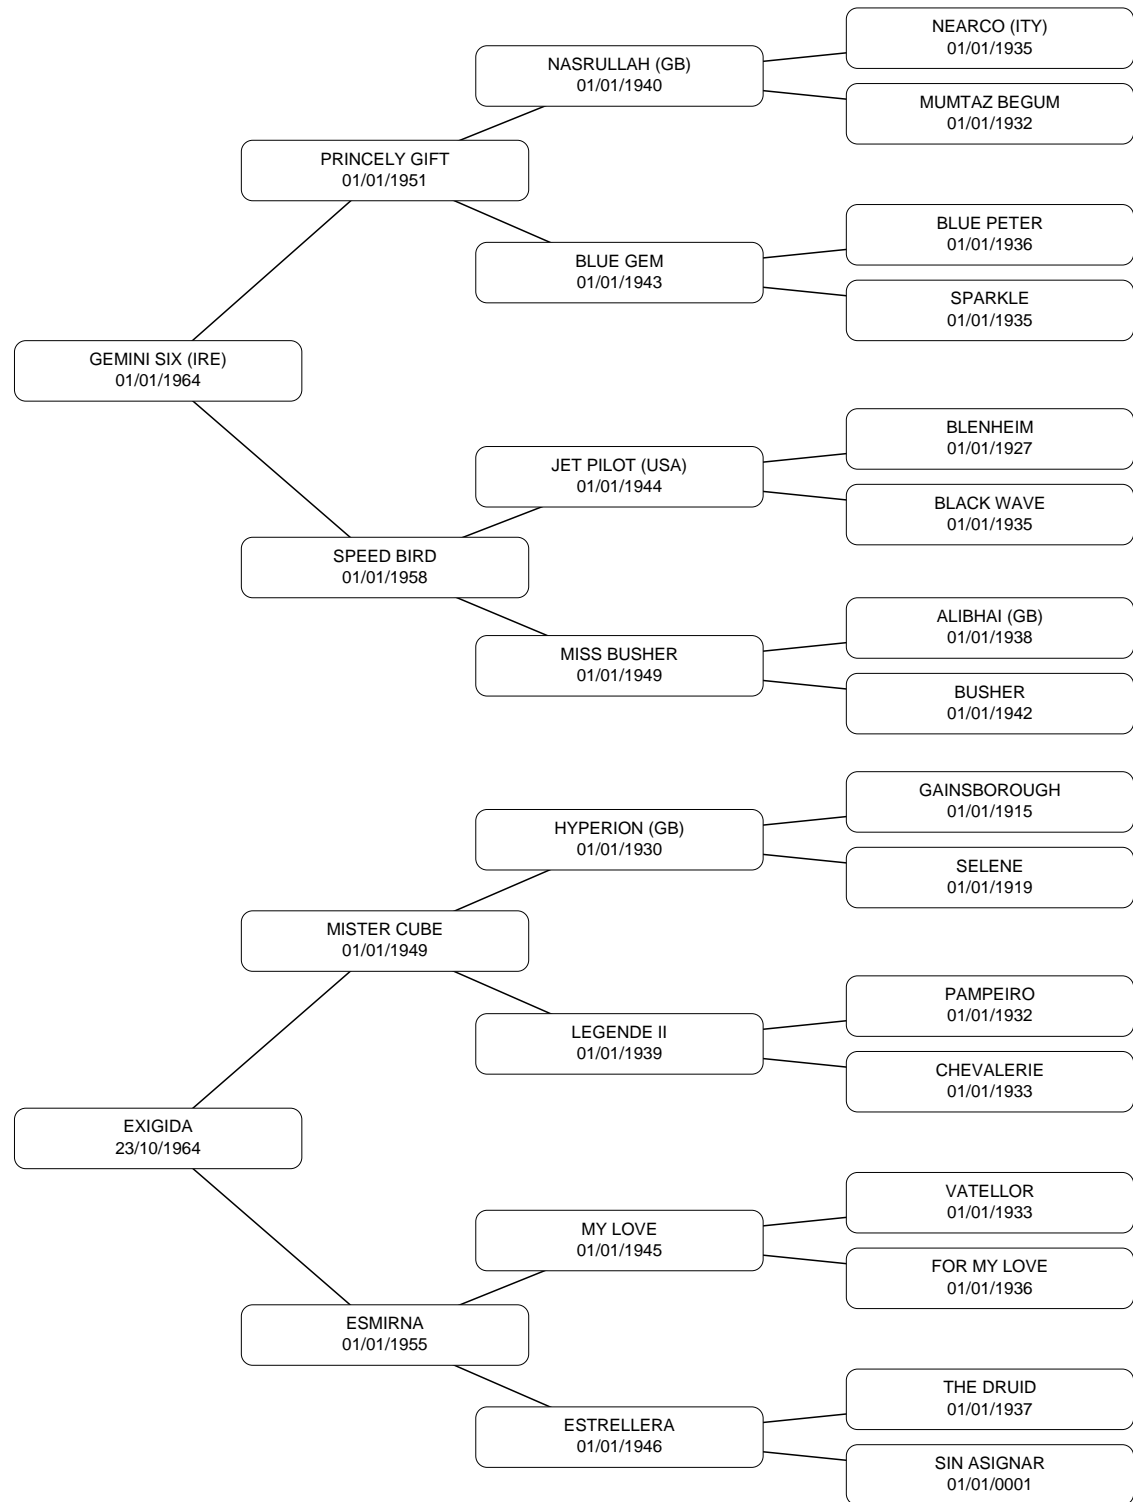 NEARCO (ITY)
01/01/1935
NASRULLAH (GB)
01/01/1940
MUMTAZ BEGUM
01/01/1932
PRINCELY GIFT
01/01/1951
BLUE PETER
01/01/1936
BLUE GEM
01/01/1943
SPARKLE
01/01/1935
GEMINI SIX (IRE)
01/01/1964
BLENHEIM
01/01/1927
JET PILOT (USA)
01/01/1944
BLACK WAVE
01/01/1935
SPEED BIRD
01/01/1958
ALIBHAI (GB)
01/01/1938
MISS BUSHER
01/01/1949
BUSHER
01/01/1942
GAINSBOROUGH
01/01/1915
HYPERION (GB)
01/01/1930
SELENE
01/01/1919
MISTER CUBE
01/01/1949
PAMPEIRO
01/01/1932
LEGENDE II
01/01/1939
CHEVALERIE
01/01/1933
EXIGIDA
23/10/1964
VATELLOR
01/01/1933
MY LOVE
01/01/1945
FOR MY LOVE
01/01/1936
ESMIRNA
01/01/1955
THE DRUID
01/01/1937
ESTRELLERA
01/01/1946
SIN ASIGNAR
01/01/0001